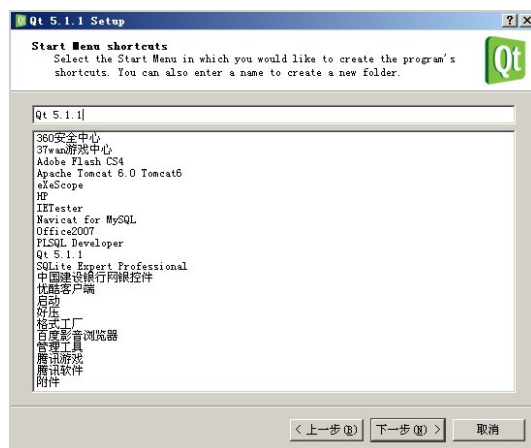 Qt 5.1.1 Setup
Start Menu shortcuts
Select the Start Menu in which you would like to create the program's
shortcuts. You can also enter a name to create a new folder.
Qt
Qt 5.1.1
360安全中心
37wan游戏中心
Adobe Flash CS4
Apache Tomcat 6.0 Tomcat6
eXeScope
HP
IETester
Navicat for MySQL
Office2007
PLSQL Developer
Qt 5.1.1
SQLite Expert Professional
中国建设银行网银控件
优酷客户端
启动
好压
格式工厂
百度影音浏览器
管理工具
腾讯游戏
腾讯软件
附件
< 上一步(B)
下一步(N) >
取消